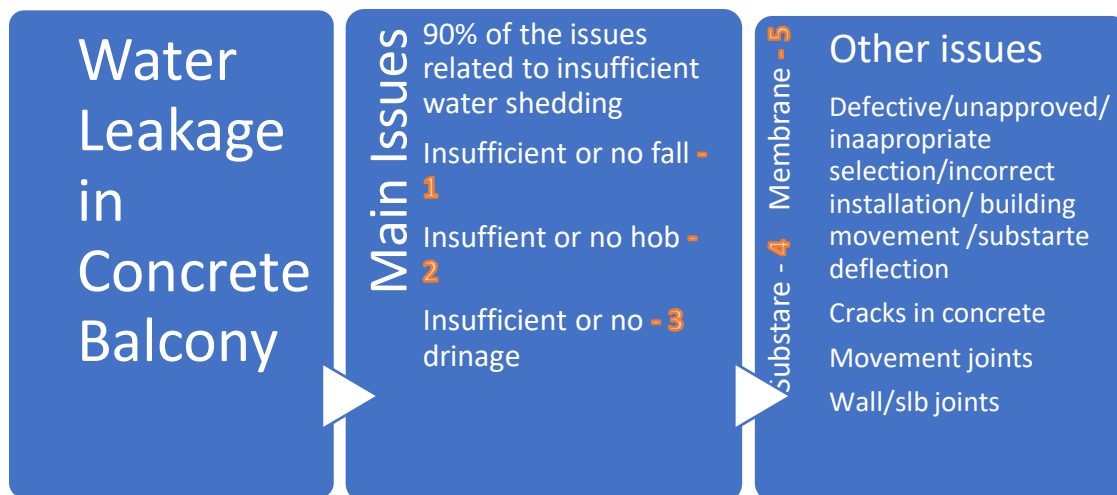 Water
Leakage
in
Concrete
Balcony
Main Issues
90% of the issues
related to insufficient
water shedding
Insufficient or no fall -
1
Insuffient or no hob -
2
Insufficient or no - 3
drinage
Substare - 4 Membrane - 5
Other issues
Defective/unapproved/
inaapropriate
selection/incorrect
installation/ building
movement /substarte
deflection
Cracks in concrete
Movement joints
Wall/slb joints